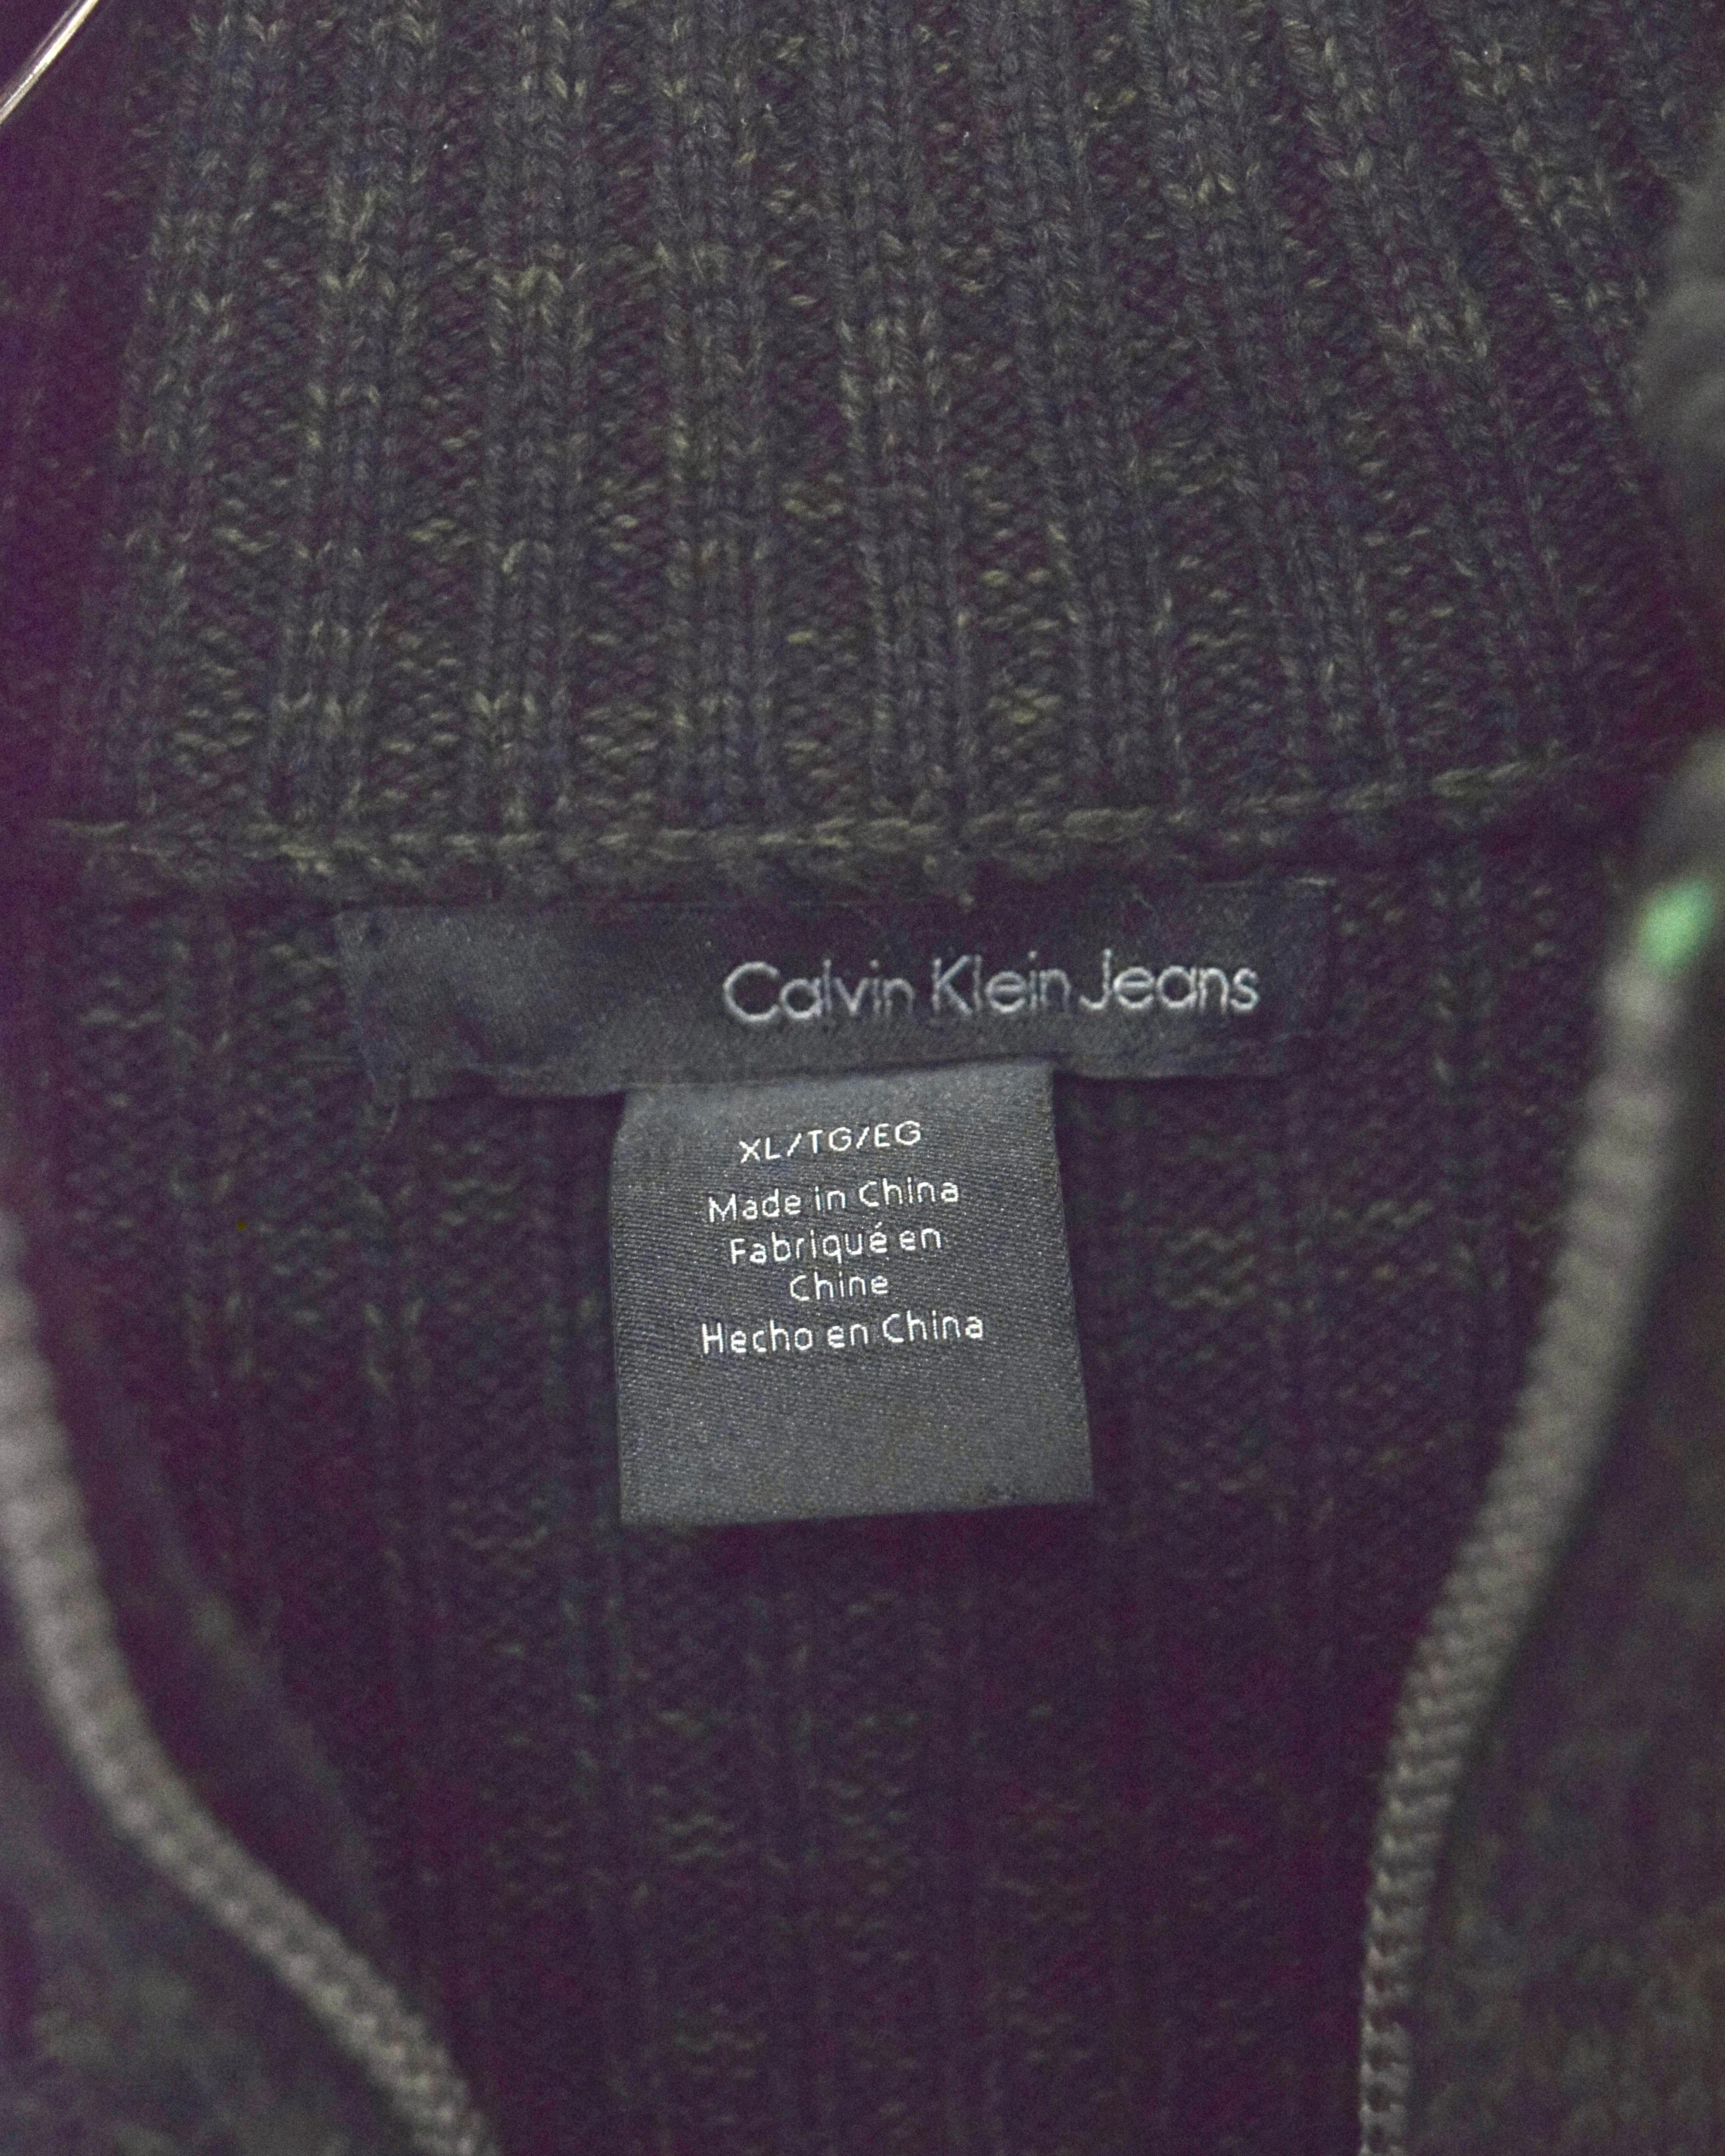 Calvin Klein Jeans
XL/TG/EG
Made in China
Fabriqué en
Chine
Hecho en China